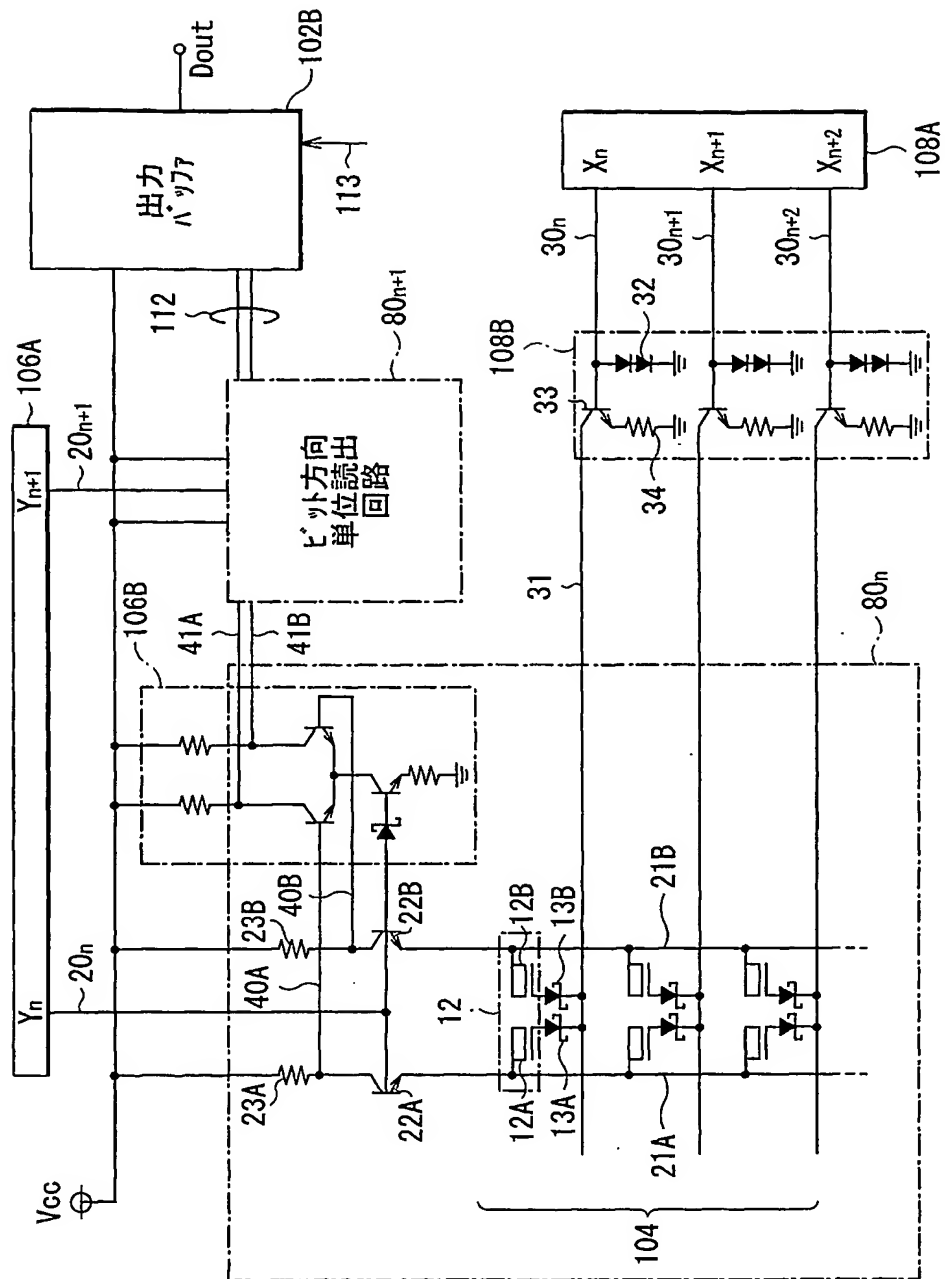 Vcc
Yn
Yn+1
106A
20n
20n+1
出力
バッファ
Dout
102B
113
112
80n+1
ビット方向
単位読出
回路
106B
41A
41B
23A
23B
40A
40B
22A
22B
12
12A
12B
13A
13B
21A
21B
104
80n
31
108B
33
32
34
30n
30n+1
30n+2
Xn
Xn+1
Xn+2
108A